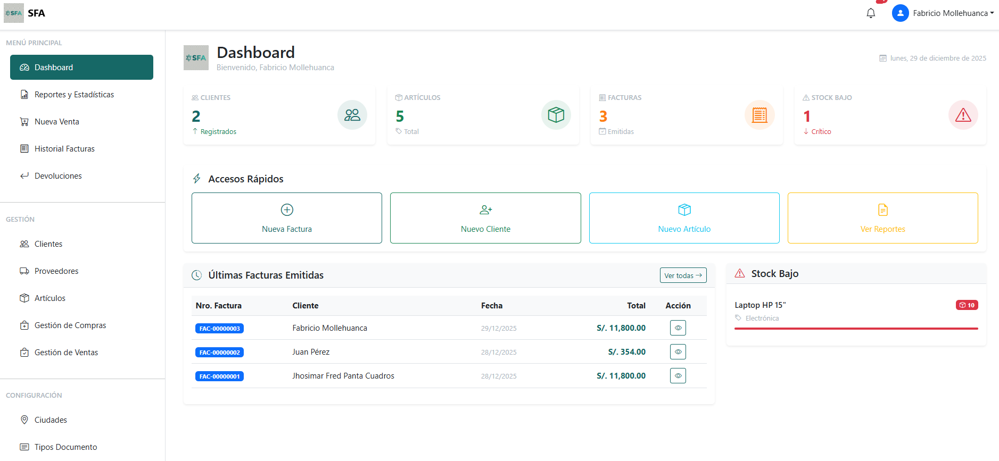 SFA
SFA
Fabricio Mollehuanca
MENÚ PRINCIPAL
Dashboard
Reportes y Estadísticas
Nueva Venta
Historial Facturas
Devoluciones
GESTIÓN
Clientes
Proveedores
Artículos
Gestión de Compras
Gestión de Ventas
CONFIGURACIÓN
Ciudades
Tipos Documento
SFA
Dashboard
Bienvenido, Fabricio Mollehuanca
lunes, 29 de diciembre de 2025
CLIENTES
2
↑ Registrados
ARTÍCULOS
5
Total
FACTURAS
3
Emitidas
STOCK BAJO
1
↓ Crítico
Accesos Rápidos
Nueva Factura
Nuevo Cliente
Nuevo Artículo
Ver Reportes
Últimas Facturas Emitidas
Ver todas →
Nro. Factura Cliente Fecha Total Acción
FAC-00000003 Fabricio Mollehuanca 29/12/2025 S/. 11,800.00
FAC-00000002 Juan Pérez 28/12/2025 S/. 354.00
FAC-00000001 Jhosimar Fred Panta Cuadros 28/12/2025 S/. 11,800.00
Stock Bajo
Laptop HP 15" 10
Electrónica